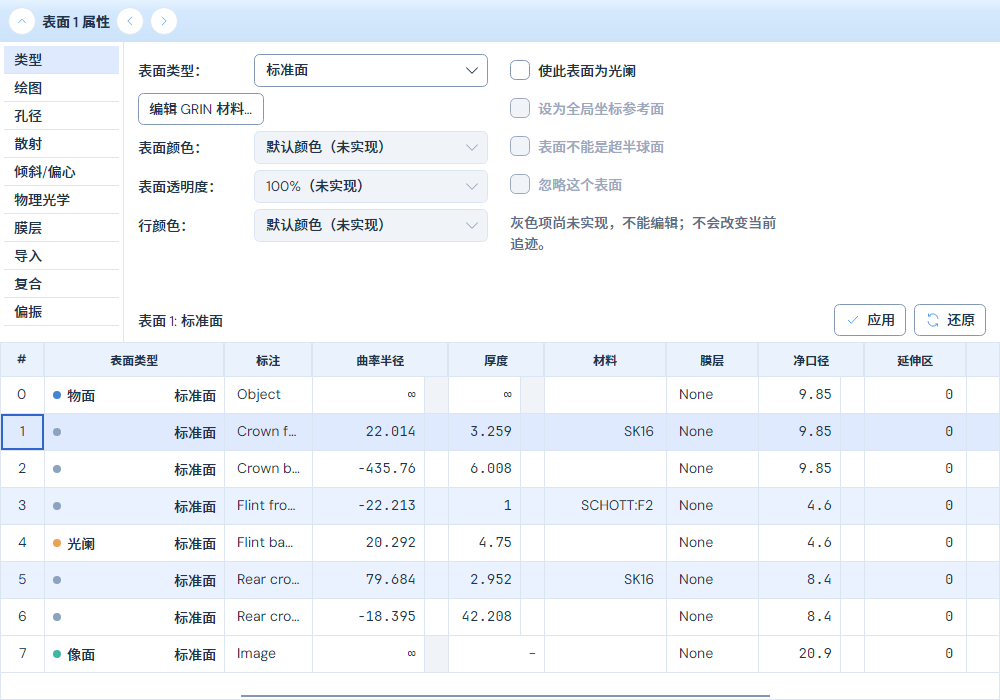 表面 1 属性
类型
绘图
孔径
散射
倾斜/偏心
物理光学
膜层
导入
复合
偏振
表面类型： 标准面
编辑 GRIN 材料...
表面颜色： 默认颜色（未实现）
表面透明度： 100%（未实现）
行颜色： 默认颜色（未实现）
使此表面为光阑
设为全局坐标参考面
表面不能是超半球面
忽略这个表面
灰色项尚未实现，不能编辑；不会改变当前
追迹。
表面 1: 标准面 应用 还原
# 表面类型 标注 曲率半径 厚度 材料 膜层 净口径 延伸区
0 物面 标准面 Object ∞ ∞ None 9.85 0
1 标准面 Crown f... 22.014 3.259 SK16 None 9.85 0
2 标准面 Crown b... -435.76 6.008 None 9.85 0
3 标准面 Flint fro... -22.213 1 SCHOTT:F2 None 4.6 0
4 光阑 标准面 Flint ba... 20.292 4.75 None 4.6 0
5 标准面 Rear cro... 79.684 2.952 SK16 None 8.4 0
6 标准面 Rear cro... -18.395 42.208 None 8.4 0
7 像面 标准面 Image ∞ - None 20.9 0